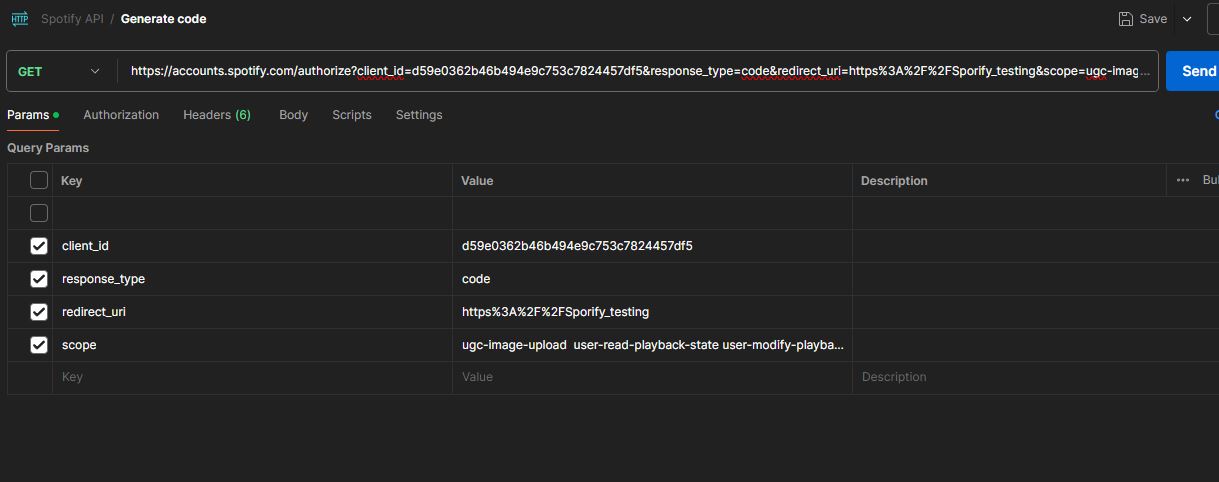 HTTP Spotify API / Generate code Save
GET https://accounts.spotify.com/authorize?client_id=d59e0362b46b494e9c753c7824457df5&response_type=code&redirect_uri=https%3A%2F%2FSporify_testing&scope=ugc-imag... Send
Params Authorization Headers (6) Body Scripts Settings
Query Params
Key Value Description ... Bul
client_id d59e0362b46b494e9c753c7824457df5
response_type code
redirect_uri https%3A%2F%2FSporify_testing
scope ugc-image-upload  user-read-playback-state user-modify-playba...
Key Value Description